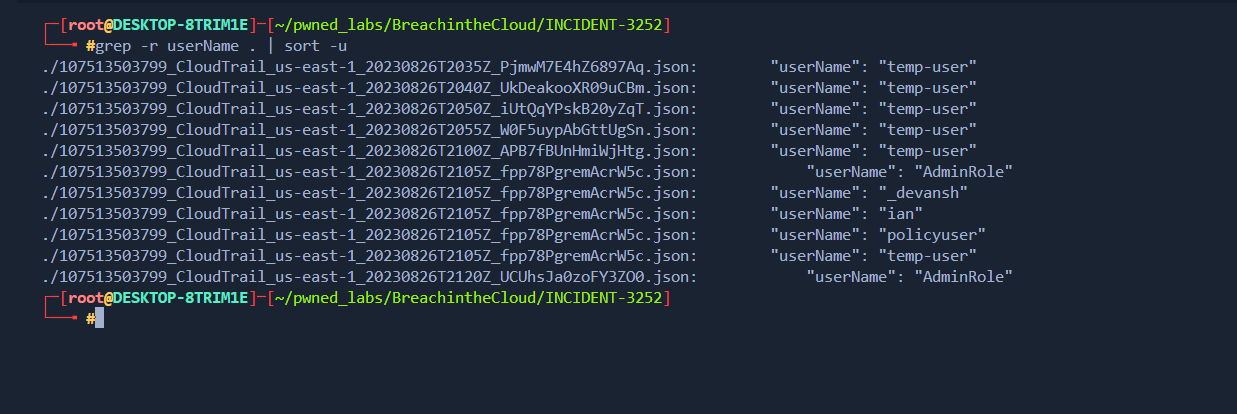 ┌─[root@DESKTOP-8TRIM1E]─[~/pwned_labs/BreachintheCloud/INCIDENT-3252]
└──╼ #grep -r userName . | sort -u
./107513503799_CloudTrail_us-east-1_20230826T2035Z_PjmwM7E4hZ6897Aq.json:        "userName": "temp-user"
./107513503799_CloudTrail_us-east-1_20230826T2040Z_UkDeakooXR09uCBm.json:        "userName": "temp-user"
./107513503799_CloudTrail_us-east-1_20230826T2050Z_iUtQqYPskB20yZqT.json:        "userName": "temp-user"
./107513503799_CloudTrail_us-east-1_20230826T2055Z_W0F5uypAbGttUgSn.json:        "userName": "temp-user"
./107513503799_CloudTrail_us-east-1_20230826T2100Z_APB7fBUnHmiWjHtg.json:        "userName": "temp-user"
./107513503799_CloudTrail_us-east-1_20230826T2105Z_fpp78PgremAcrW5c.json:            "userName": "AdminRole"
./107513503799_CloudTrail_us-east-1_20230826T2105Z_fpp78PgremAcrW5c.json:        "userName": "_devansh"
./107513503799_CloudTrail_us-east-1_20230826T2105Z_fpp78PgremAcrW5c.json:        "userName": "ian"
./107513503799_CloudTrail_us-east-1_20230826T2105Z_fpp78PgremAcrW5c.json:        "userName": "policyuser"
./107513503799_CloudTrail_us-east-1_20230826T2105Z_fpp78PgremAcrW5c.json:        "userName": "temp-user"
./107513503799_CloudTrail_us-east-1_20230826T2120Z_UCUhsJa0zoFY3ZO0.json:            "userName": "AdminRole"
┌─[root@DESKTOP-8TRIM1E]─[~/pwned_labs/BreachintheCloud/INCIDENT-3252]
└──╼ #